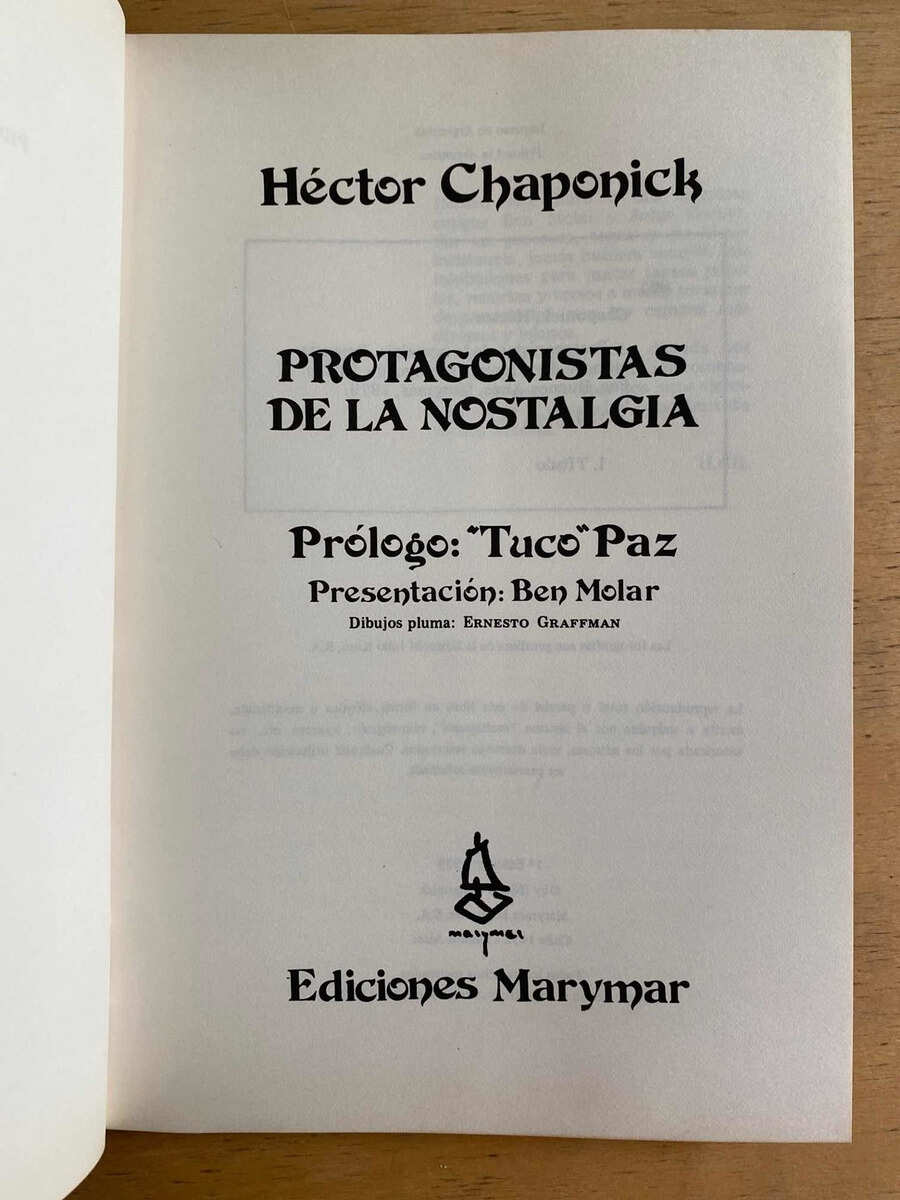 Héctor Chaponick
PROTAGONISTAS
DE LA NOSTALGIA
Prólogo: "Tuco" Paz
Presentación: Ben Molar
Dibujos pluma: ERNESTO GRAFFMAN
marymar
Ediciones Marymar